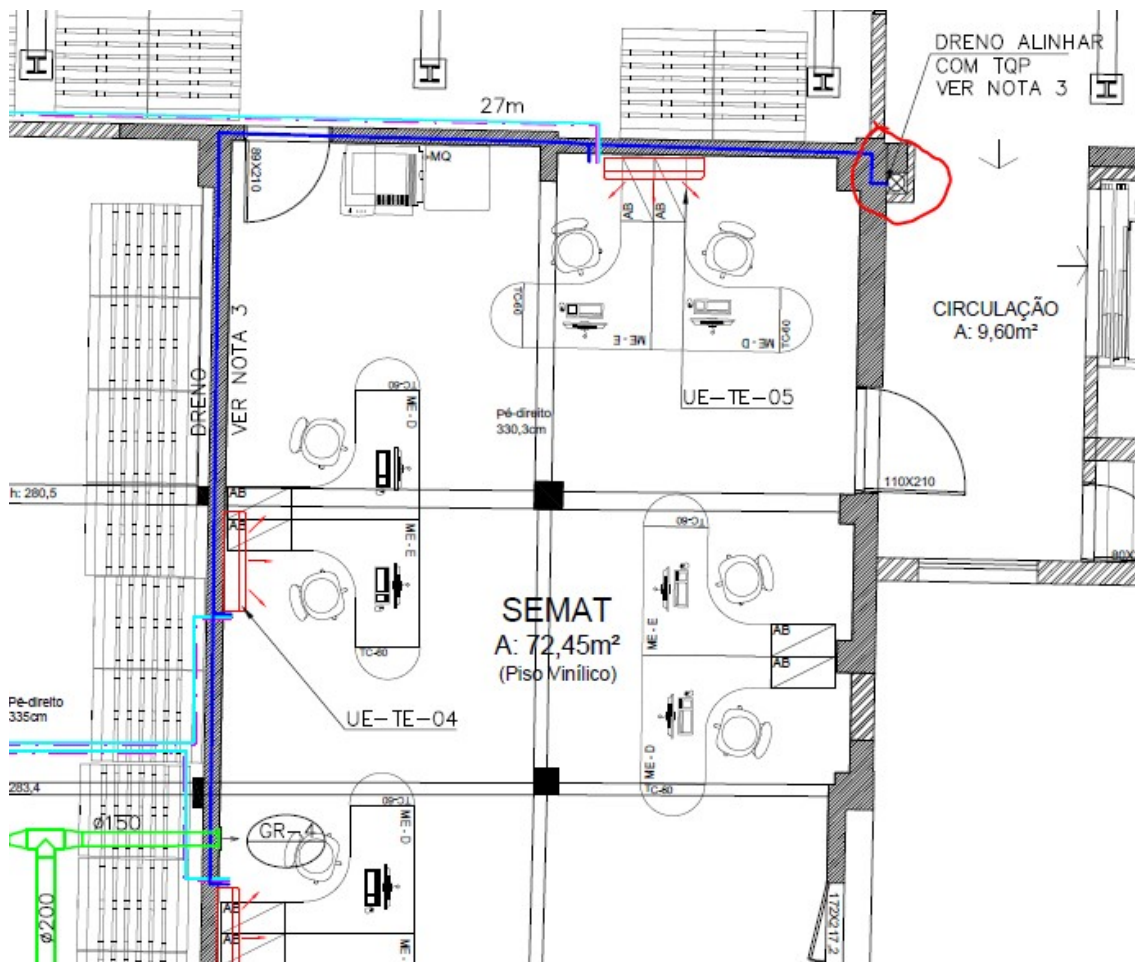 DRENO ALINHAR
COM TQP
VER NOTA 3
27m
MQ
89X210
AB
AB
TC-60
ME-E
ME-D
TC-60
CIRCULAÇÃO
A: 9,60m²
DRENO
VER NOTA 3
UE-TE-05
TC-60
ME-D
Pé-direito
330,3cm
h: 280,5
AB
AB
ME-E
110X210
TC-60
80X
SEMAT
A: 72,45m²
(Piso Vinílico)
ME-E
AB
AB
TC-60
Pé-direito
335cm
UE-TE-04
ME-D
283,4
TC-60
TC-60
ø150
GR-4
ME-D
ø200
AB
AB
ME-
172X217,2